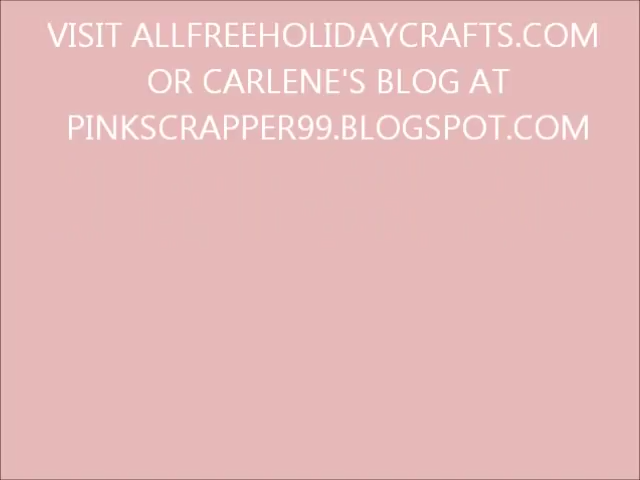 VISIT ALLFREEHOLIDAYCRAFTS.COM
OR CARLENE'S BLOG AT
PINKSCRAPPER99.BLOGSPOT.COM